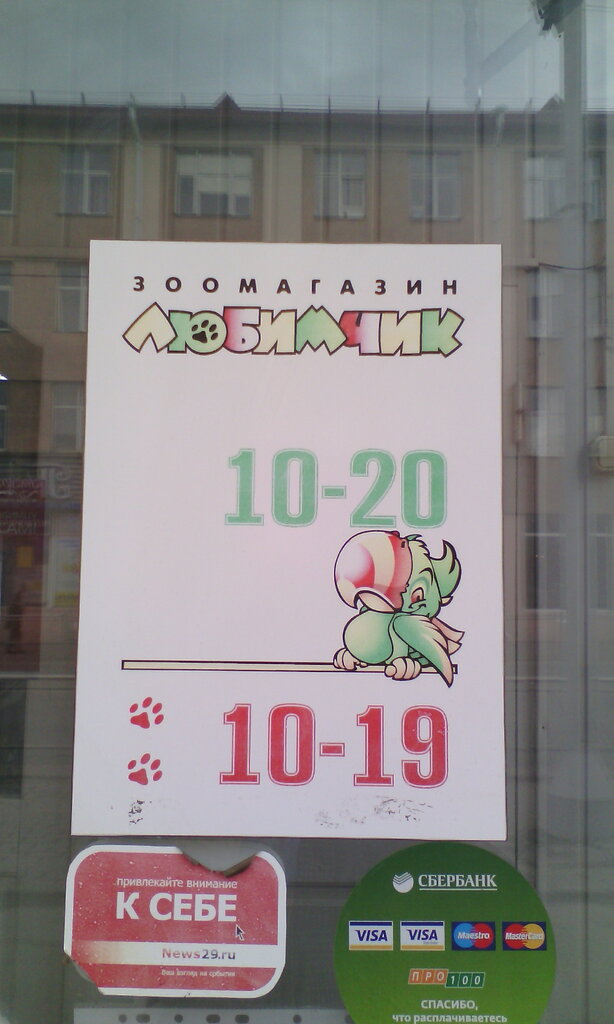 ЗООМАГАЗИН
ЛЮБИМЧИК
10-20
10-19
привлекайте внимание
К СЕБЕ
News29.ru
Ваш взгляд на события
СБЕРБАНК
VISA VISA Maestro MasterCard
ПРО100
СПАСИБО,
что расплачиваетесь